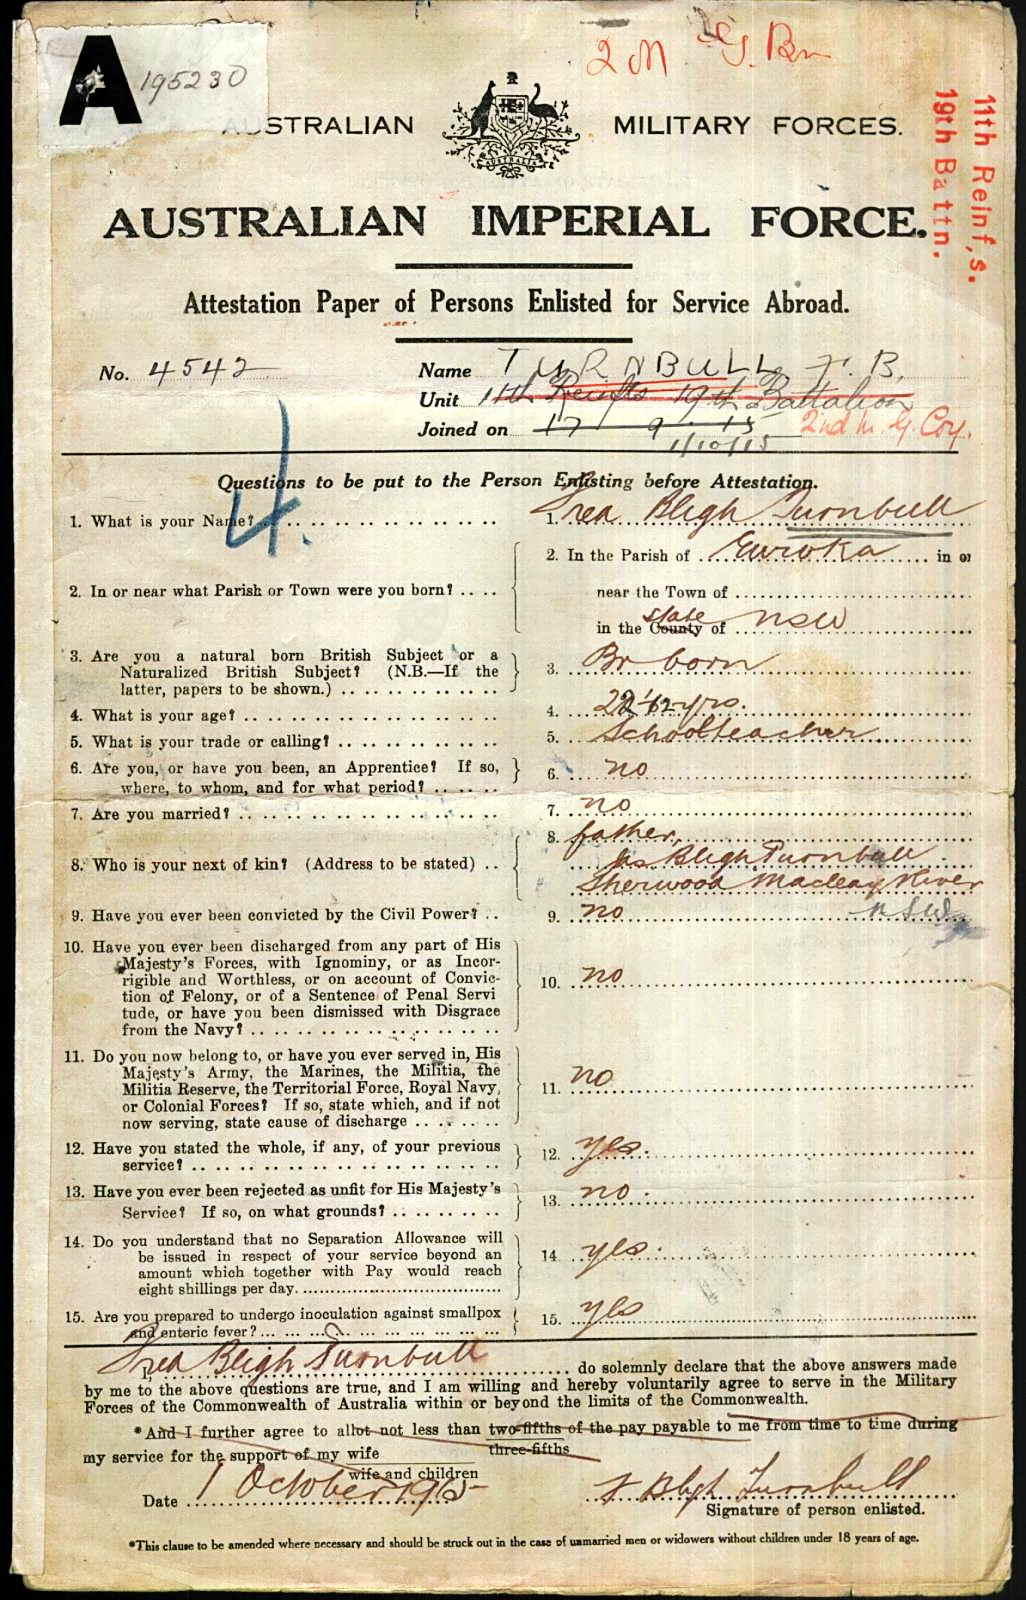 A 195230
2 M G. Bn
AUSTRALIAN MILITARY FORCES.
AUSTRALIA
11th Reinf,s.
19th Battn.
AUSTRALIAN IMPERIAL FORCE.
Attestation Paper of Persons Enlisted for Service Abroad.
No. 4542
Name TURNBULL F. B.
Unit 11th Reinfts 19th Battalion
2nd M. G. Coy.
Joined on 17 9 15
1/10/15
4.
Questions to be put to the Person Enlisting before Attestation.
1. What is your Name? 1. Fred Bligh Turnbull
2. In or near what Parish or Town were you born? 2. In the Parish of Euroka in or
near the Town of
in the County of State NSW
3. Are you a natural born British Subject or a
Naturalized British Subject? (N.B.—If the
latter, papers to be shown.) 3. Br born
4. What is your age? 4. 22 1/12 yrs.
5. What is your trade or calling? 5. Schoolteacher
6. Are you, or have you been, an Apprentice? If so,
where, to whom, and for what period? 6. no
7. Are you married? 7. no
8. Who is your next of kin? (Address to be stated) 8. father,
Bligh Turnbull
Sherwood Macleay River
NSW
9. Have you ever been convicted by the Civil Power? 9. no
10. Have you ever been discharged from any part of His
Majesty's Forces, with Ignominy, or as Incor-
rigible and Worthless, or on account of Convic-
tion of Felony, or of a Sentence of Penal Servi
tude, or have you been dismissed with Disgrace
from the Navy? 10. no
11. Do you now belong to, or have you ever served in, His
Majesty's Army, the Marines, the Militia, the
Militia Reserve, the Territorial Force, Royal Navy,
or Colonial Forces? If so, state which, and if not
now serving, state cause of discharge 11. no
12. Have you stated the whole, if any, of your previous
service? 12. yes.
13. Have you ever been rejected as unfit for His Majesty's
Service? If so, on what grounds? 13. no.
14. Do you understand that no Separation Allowance will
be issued in respect of your service beyond an
amount which together with Pay would reach
eight shillings per day. 14 yes.
15. Are you prepared to undergo inoculation against smallpox
and enteric fever? 15. yes
I, Fred Bligh Turnbull do solemnly declare that the above answers made
by me to the above questions are true, and I am willing and hereby voluntarily agree to serve in the Military
Forces of the Commonwealth of Australia within or beyond the limits of the Commonwealth.
*And I further agree to allot not less than two-fifths of the pay payable to me from time to time during
three-fifths
my service for the support of my wife
wife and children
Date 1 October 1915
F Bligh Turnbull
Signature of person enlisted.
*This clause to be amended where necessary and should be struck out in the case of unmarried men or widowers without children under 18 years of age.